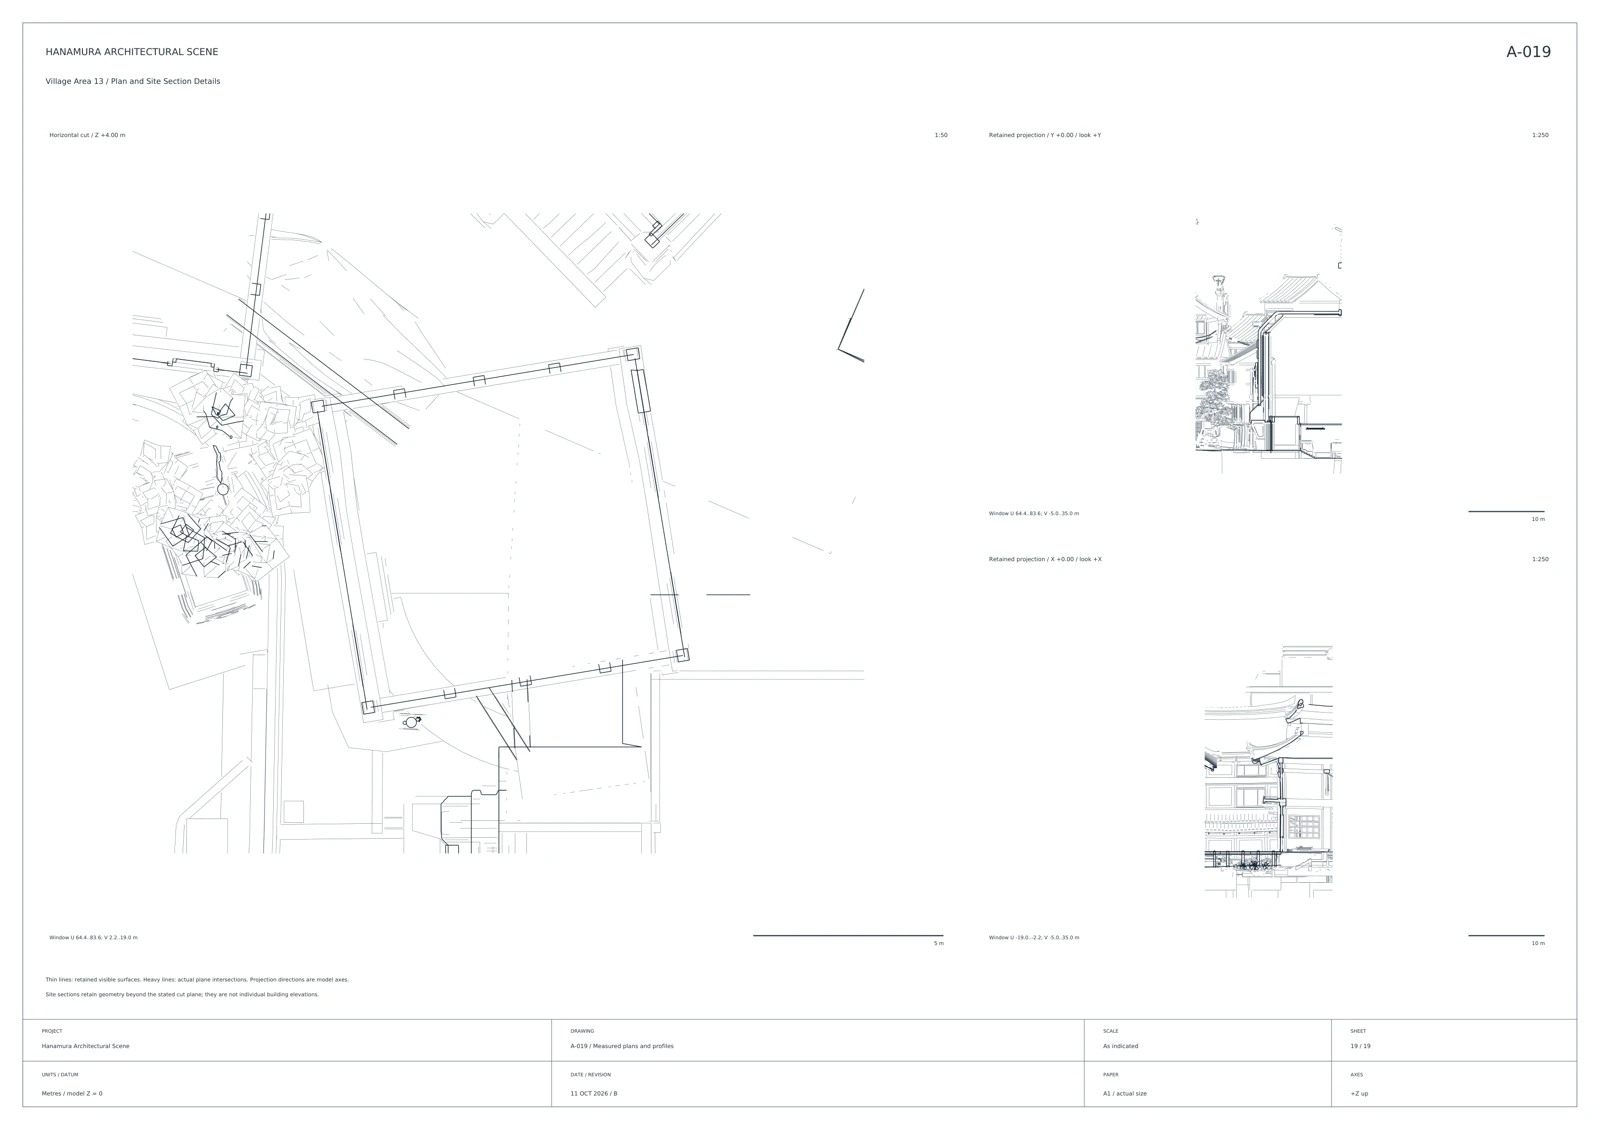 HANAMURA ARCHITECTURAL SCENE
A-019
Village Area 13 / Plan and Site Section Details
Horizontal cut / Z +4.00 m
1:50
Retained projection / Y +0.00 / look +Y
1:250
Window U 64.4..83.6; V -5.0..35.0 m
10 m
Retained projection / X +0.00 / look +X
1:250
Window U 64.4..83.6; V 2.2..19.0 m
5 m
Window U -19.0..-2.2; V -5.0..35.0 m
10 m
Thin lines: retained visible surfaces. Heavy lines: actual plane intersections. Projection directions are model axes.
Site sections retain geometry beyond the stated cut plane; they are not individual building elevations.
PROJECT
Hanamura Architectural Scene
DRAWING
A-019 / Measured plans and profiles
SCALE
As indicated
SHEET
19 / 19
UNITS / DATUM
Metres / model Z = 0
DATE / REVISION
11 OCT 2026 / B
PAPER
A1 / actual size
AXES
+Z up